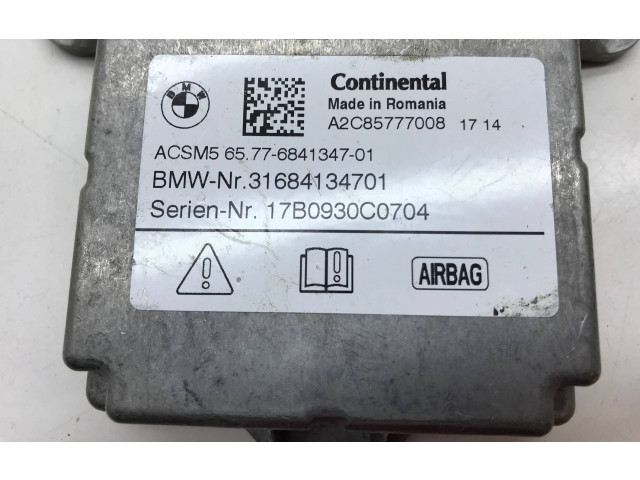 BMW
Continental
Made in Romania
A2C85777008 17 14
ACSM5 65.77-6841347-01
BMW-Nr.31684134701
Serien-Nr. 17B0930C0704
AIRBAG